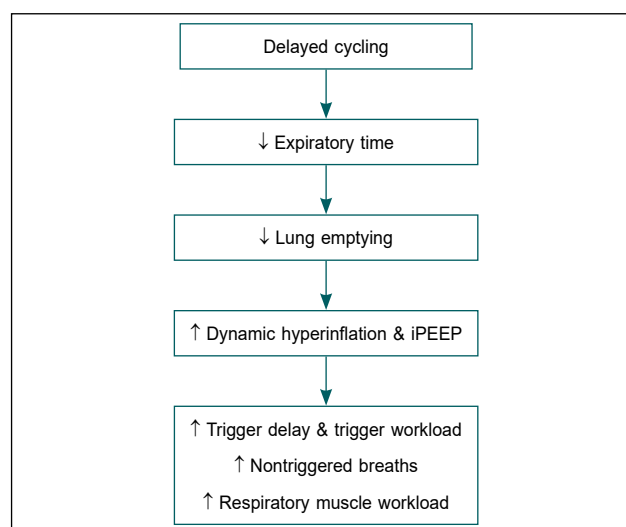 Delayed cycling
↓ Expiratory time
↓ Lung emptying
↑ Dynamic hyperinflation & iPEEP
↑ Trigger delay & trigger workload
↑ Nontriggered breaths
↑ Respiratory muscle workload